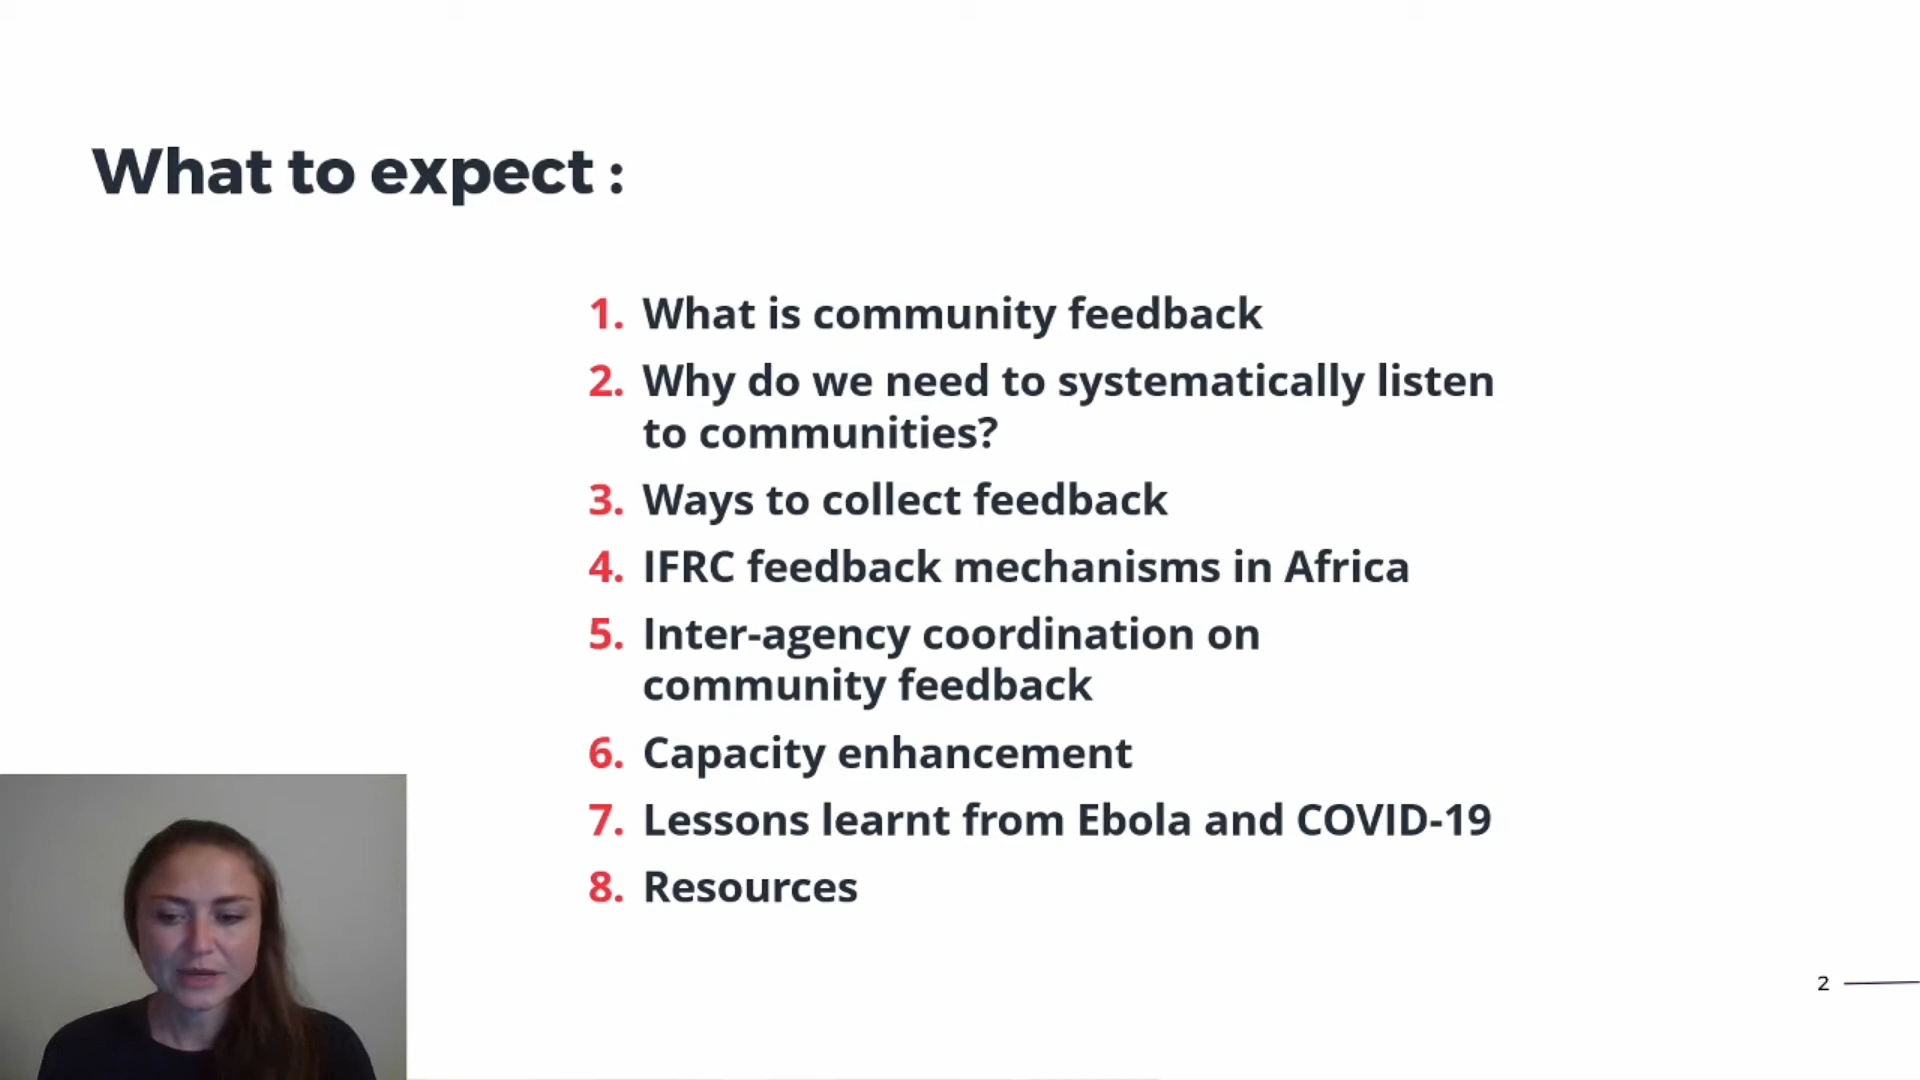 What to expect :
1. What is community feedback
2. Why do we need to systematically listen
to communities?
3. Ways to collect feedback
4. IFRC feedback mechanisms in Africa
5. Inter-agency coordination on
community feedback
6. Capacity enhancement
7. Lessons learnt from Ebola and COVID-19
8. Resources
2